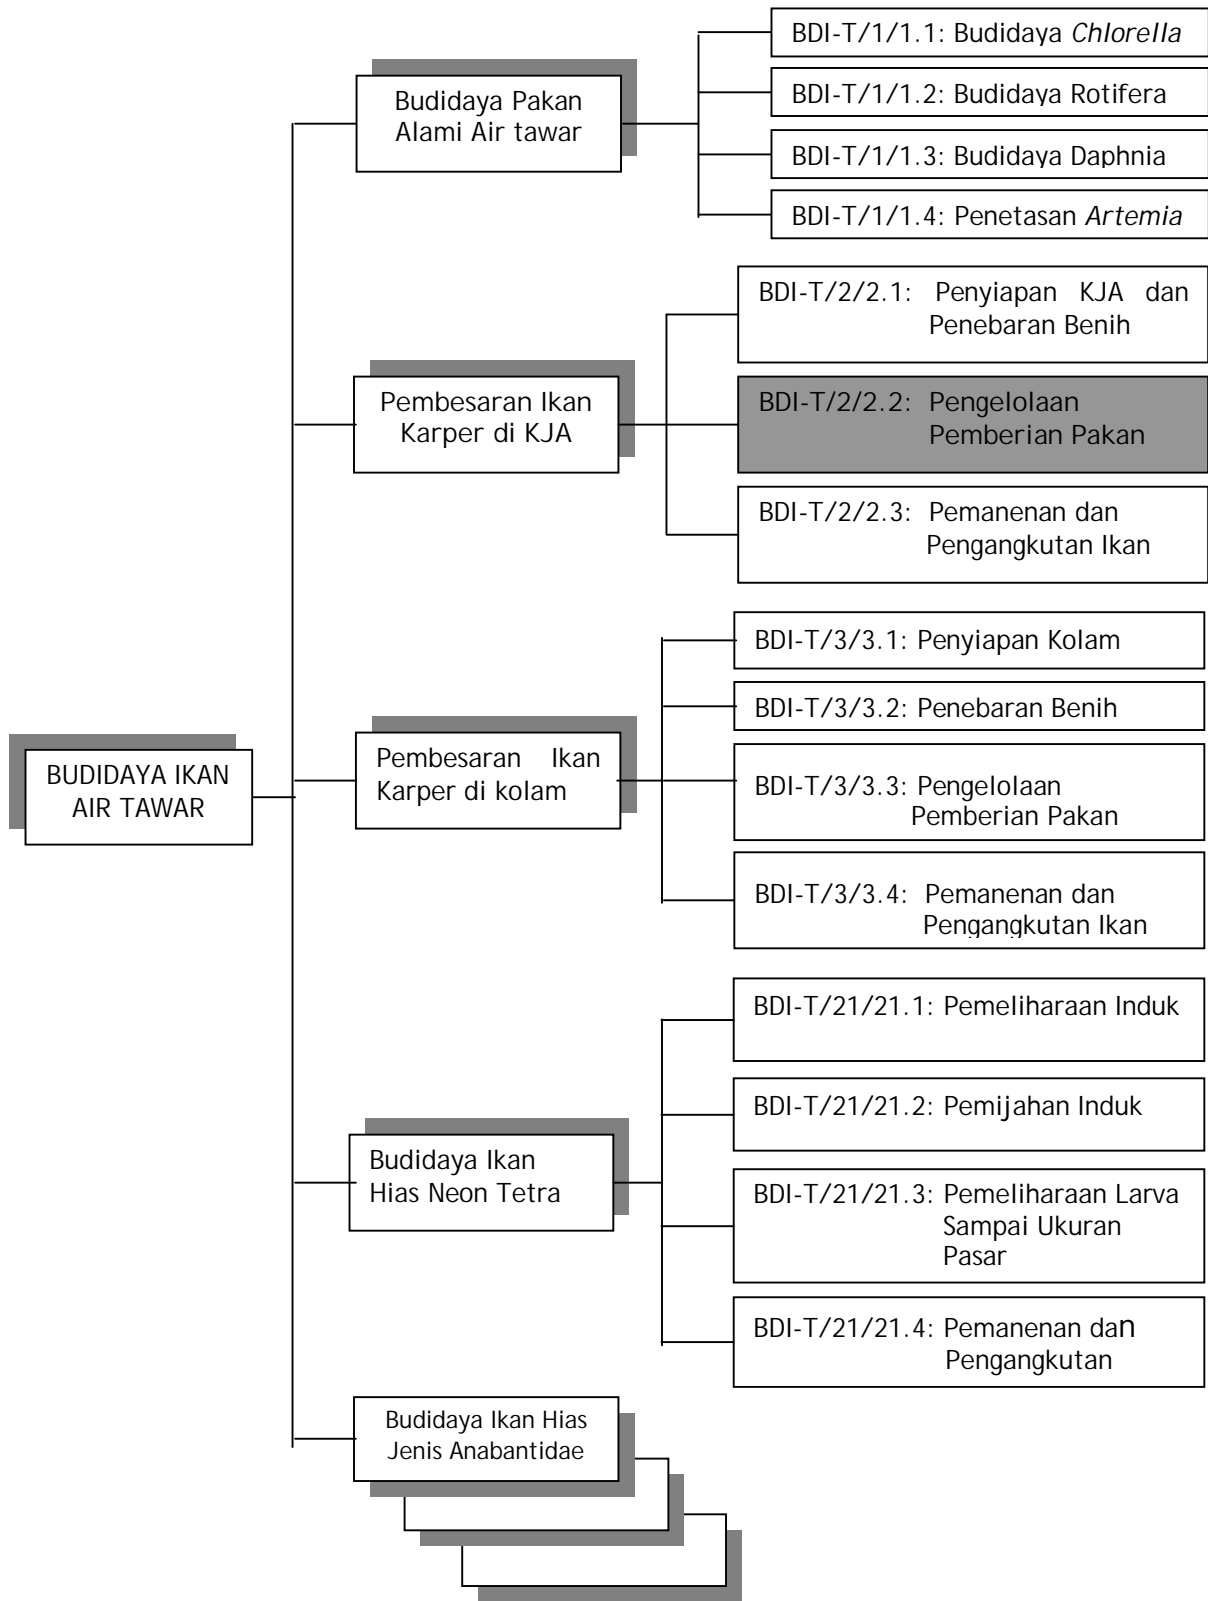 BUDIDAYA IKAN
AIR TAWAR
Budidaya Pakan
Alami Air tawar
BDI-T/1/1.1: Budidaya Chlorella
BDI-T/1/1.2: Budidaya Rotifera
BDI-T/1/1.3: Budidaya Daphnia
BDI-T/1/1.4: Penetasan Artemia
Pembesaran Ikan
Karper di KJA
BDI-T/2/2.1: Penyiapan KJA dan
Penebaran Benih
BDI-T/2/2.2: Pengelolaan
Pemberian Pakan
BDI-T/2/2.3: Pemanenan dan
Pengangkutan Ikan
Pembesaran Ikan
Karper di kolam
BDI-T/3/3.1: Penyiapan Kolam
BDI-T/3/3.2: Penebaran Benih
BDI-T/3/3.3: Pengelolaan
Pemberian Pakan
BDI-T/3/3.4: Pemanenan dan
Pengangkutan Ikan
Budidaya Ikan
Hias Neon Tetra
BDI-T/21/21.1: Pemeliharaan Induk
BDI-T/21/21.2: Pemijahan Induk
BDI-T/21/21.3: Pemeliharaan Larva
Sampai Ukuran
Pasar
BDI-T/21/21.4: Pemanenan dan
Pengangkutan
Budidaya Ikan Hias
Jenis Anabantidae